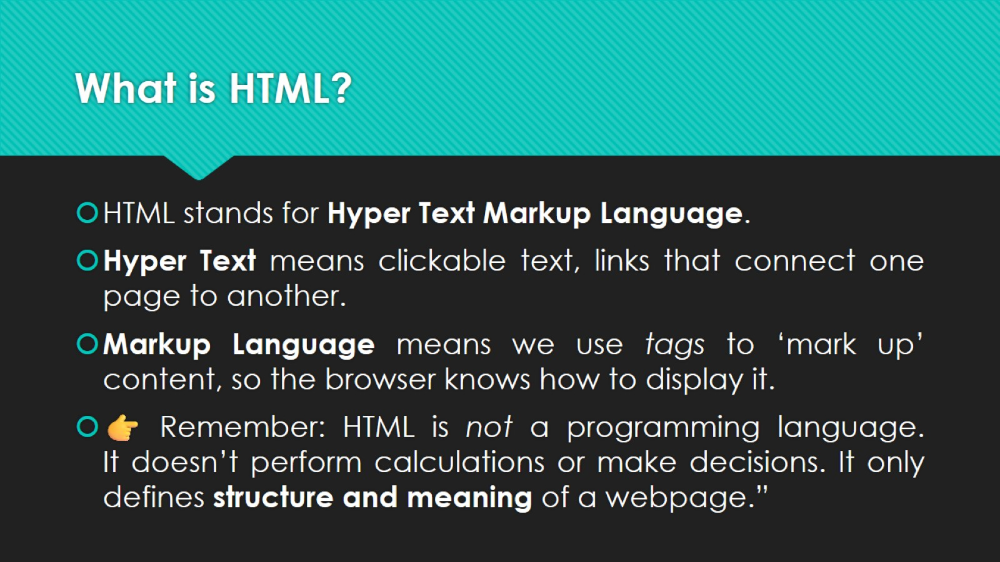 What is HTML?
HTML stands for Hyper Text Markup Language.
Hyper Text means clickable text, links that connect one
page to another.
Markup Language means we use tags to ‘mark up’
content, so the browser knows how to display it.
👉 Remember: HTML is not a programming language.
It doesn’t perform calculations or make decisions. It only
defines structure and meaning of a webpage.”